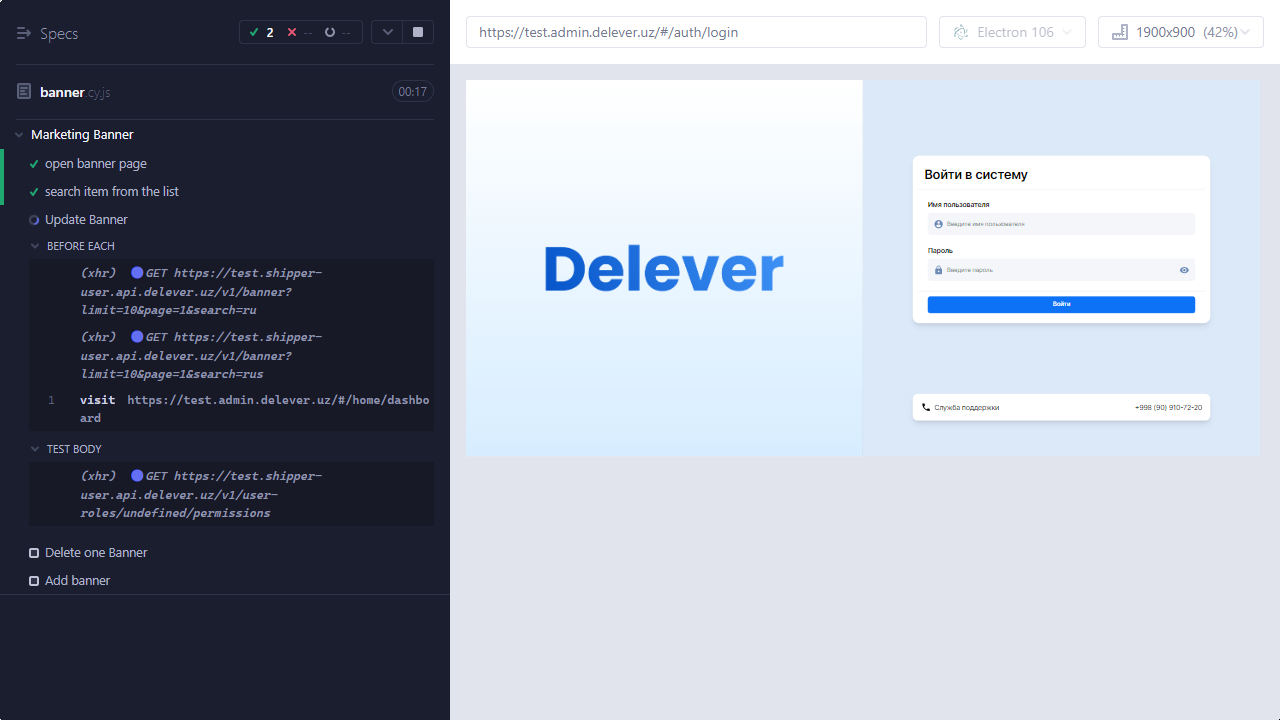 Specs
2
--
--
https://test.admin.delever.uz/#/auth/login
Electron 106
1900x900 (42%)
banner.cy.js
00:17
Marketing Banner
open banner page
search item from the list
Update Banner
BEFORE EACH
(xhr) GET https://test.shipper-
user.api.delever.uz/v1/banner?
limit=10&page=1&search=ru
(xhr) GET https://test.shipper-
user.api.delever.uz/v1/banner?
limit=10&page=1&search=rus
1 visit https://test.admin.delever.uz/#/home/dashbo
ard
TEST BODY
(xhr) GET https://test.shipper-
user.api.delever.uz/v1/user-
roles/undefined/permissions
Delete one Banner
Add banner
Delever
Войти в систему
Имя пользователя
Введите имя пользователя
Пароль
Введите пароль
Войти
Служба поддержки
+998 (90) 910-72-20